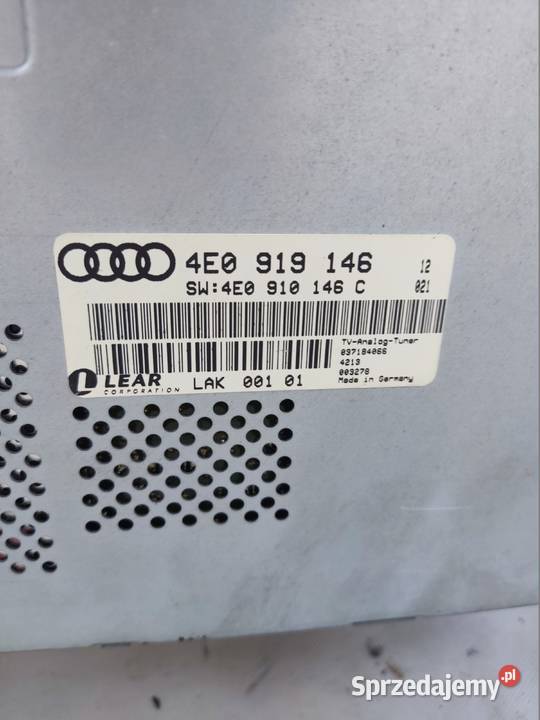 4E0 919 146 12
SW:4E0 910 146 C 021
TV-Analog-Tuner
037184066
4213
003278
Made in Germany
LEAR
CORPORATION
LAK 001 01
Sprzedajemy.pl